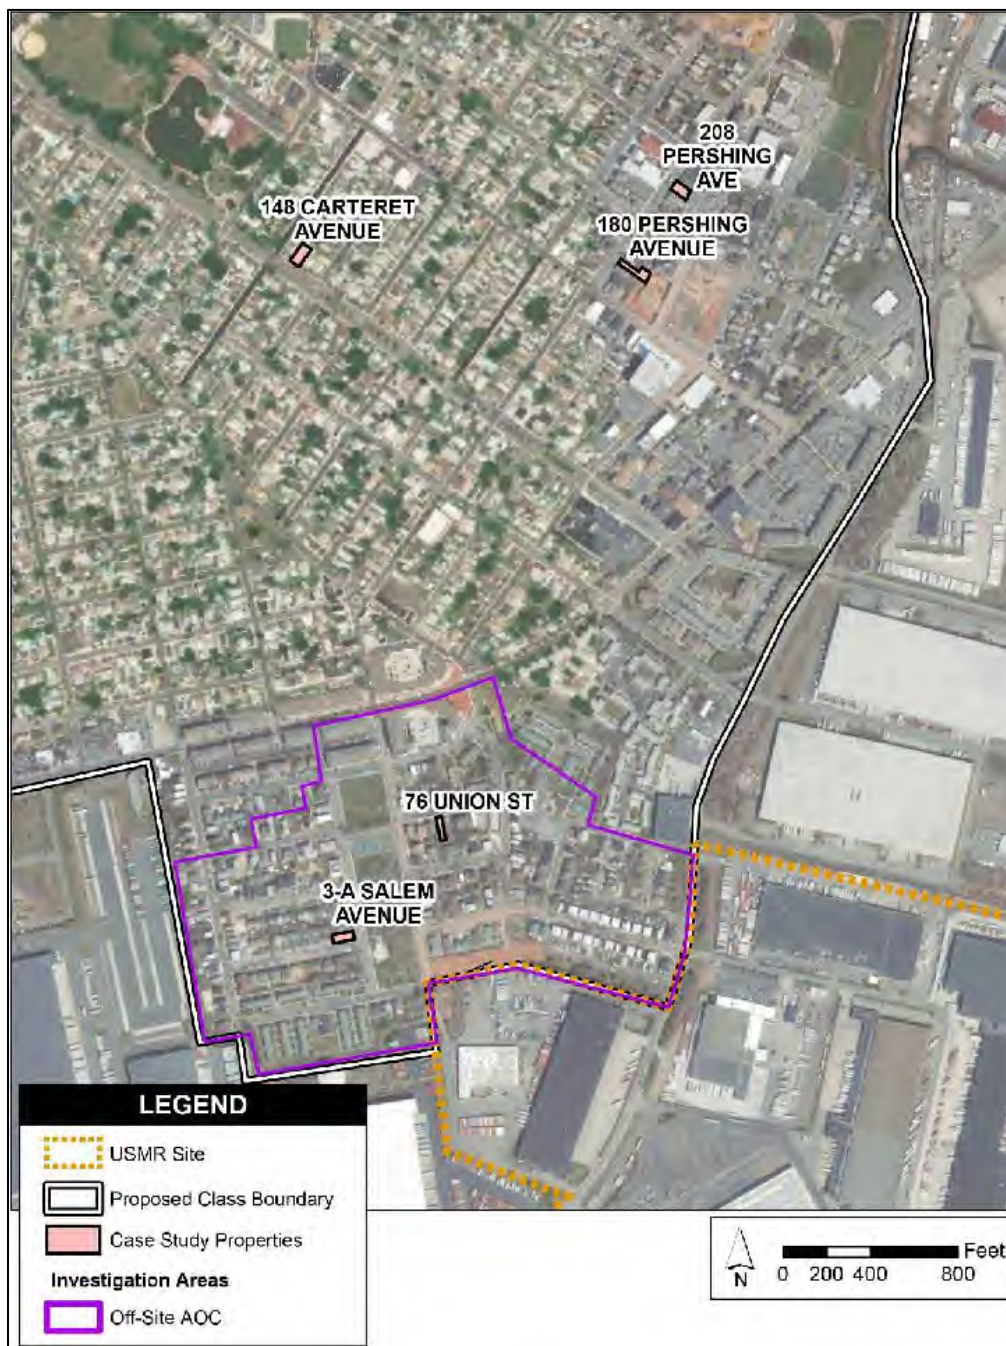 208
PERSHING
AVE
148 CARTERET
AVENUE
180 PERSHING
AVENUE
76 UNION ST
3-A SALEM
AVENUE
LEGEND
USMR Site
Proposed Class Boundary
Case Study Properties
Investigation Areas
Off-Site AOC
N
Feet
0 200 400 800